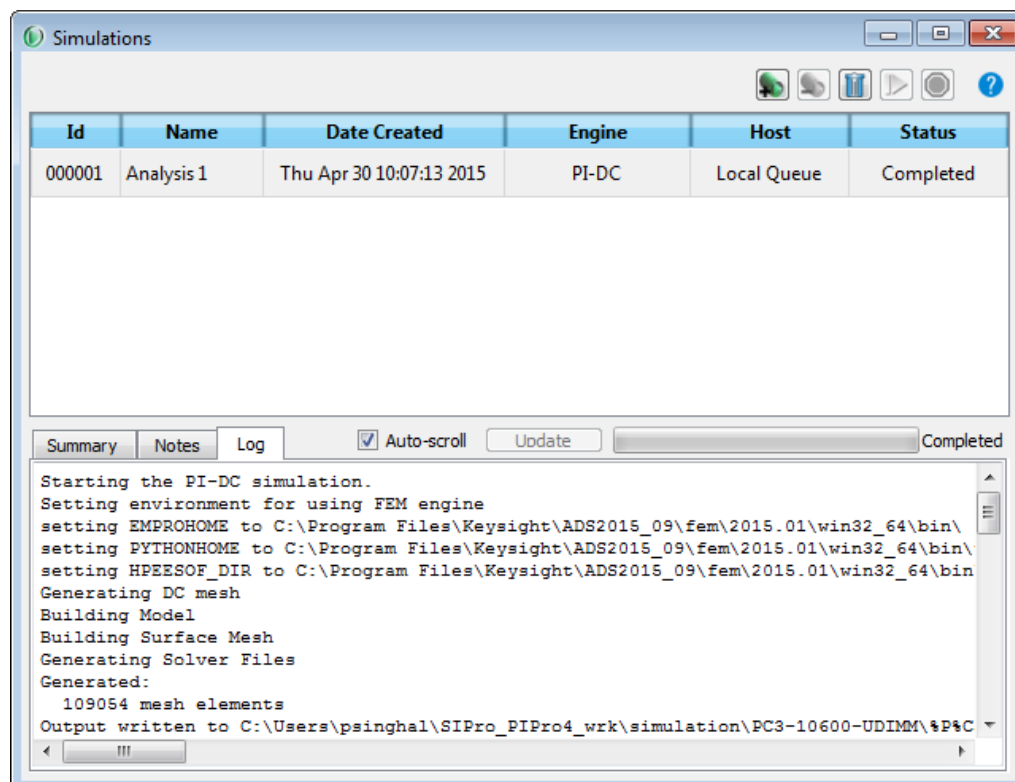 Simulations
Id Name Date Created Engine Host Status
000001 Analysis 1 Thu Apr 30 10:07:13 2015 PI-DC Local Queue Completed
Summary Notes Log Auto-scroll Update Completed
Starting the PI-DC simulation.
Setting environment for using FEM engine
setting EMPROHOME to C:\Program Files\Keysight\ADS2015_09\fem\2015.01\win32_64\bin\
setting PYTHONHOME to C:\Program Files\Keysight\ADS2015_09\fem\2015.01\win32_64\bin\
setting HPEESOF_DIR to C:\Program Files\Keysight\ADS2015_09\fem\2015.01\win32_64\bin
Generating DC mesh
Building Model
Building Surface Mesh
Generating Solver Files
Generated:
109054 mesh elements
Output written to C:\Users\psinghal\SIPro_PIPro4_wrk\simulation\PC3-10600-UDIMM\%P%C